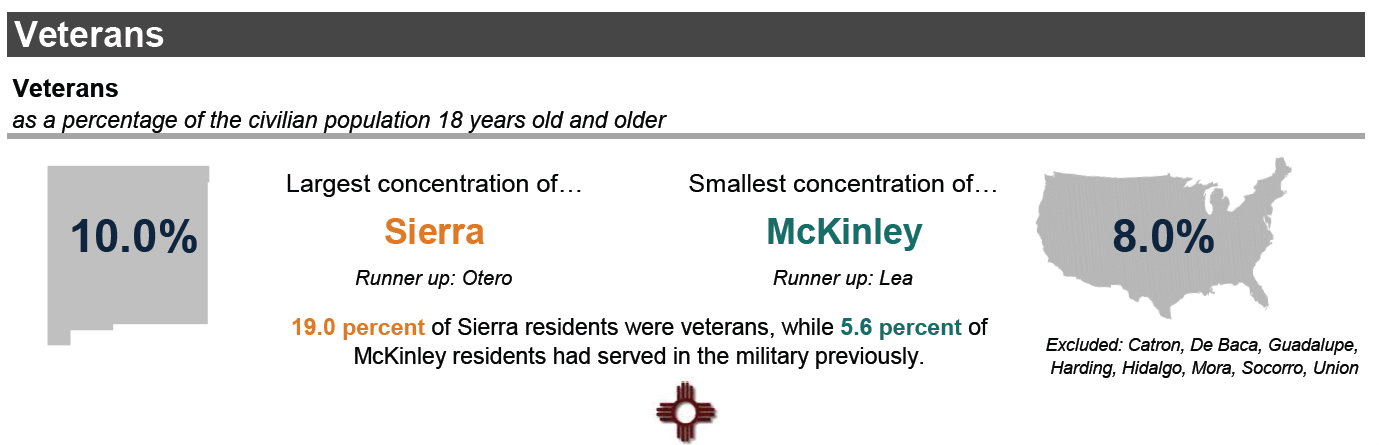 Veterans
Veterans
as a percentage of the civilian population 18 years old and older
10.0%
Largest concentration of…
Sierra
Runner up: Otero
Smallest concentration of…
McKinley
Runner up: Lea
19.0 percent of Sierra residents were veterans, while 5.6 percent of
McKinley residents had served in the military previously.
8.0%
Excluded: Catron, De Baca, Guadalupe,
Harding, Hidalgo, Mora, Socorro, Union